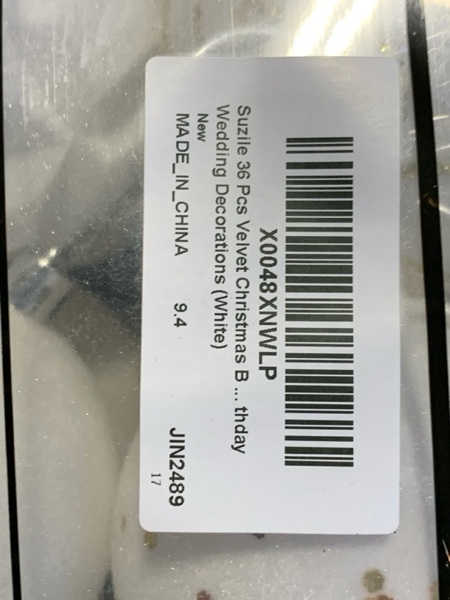 X0048XNWLP
Suzile 36 Pcs Velvet Christmas B ... thday
Wedding Decorations (White)
New
MADE_IN_CHINA 9.4 JIN2489
17